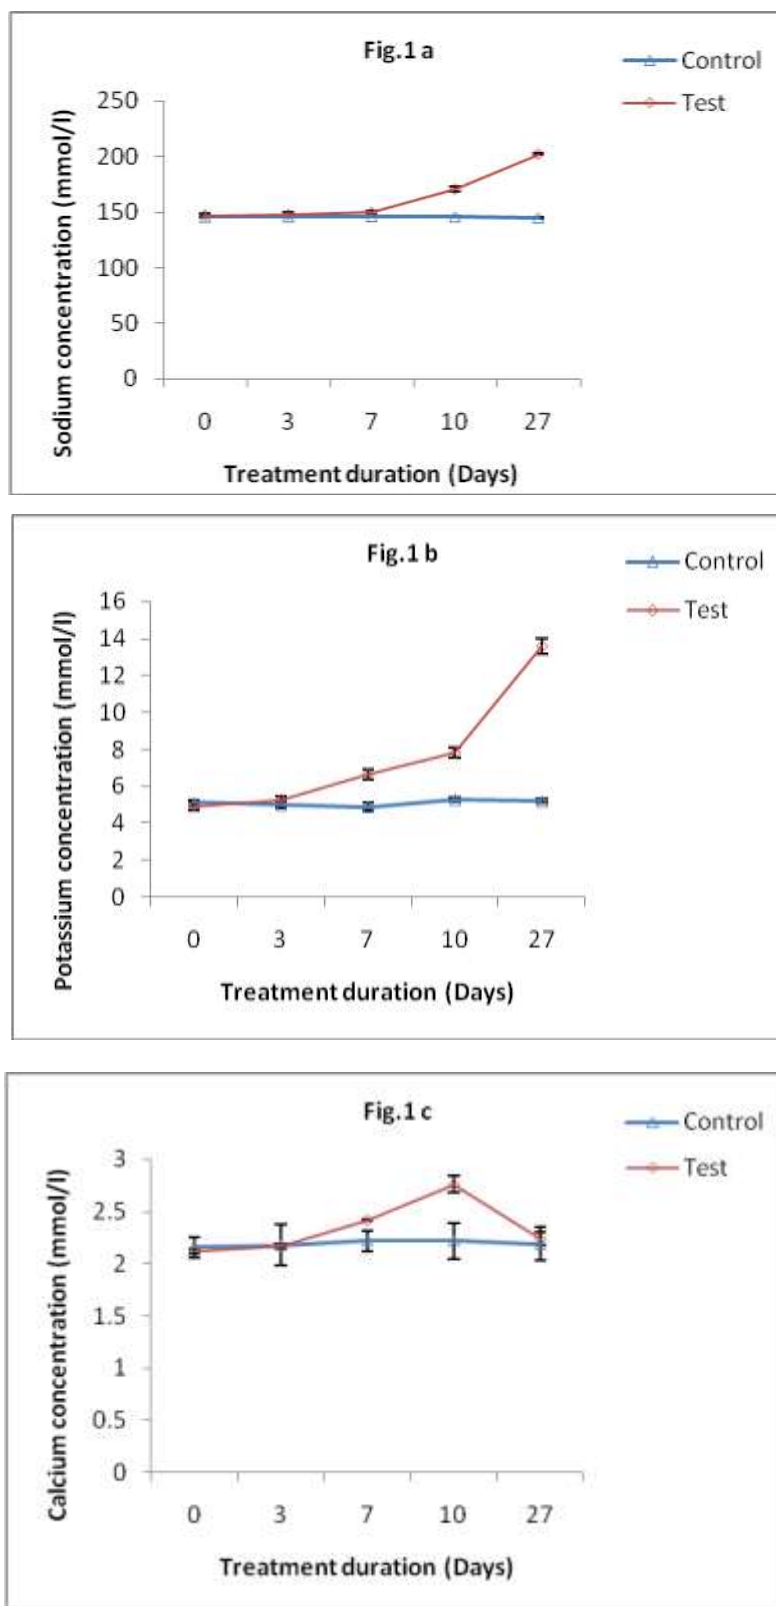 Fig.1 a
Control
Test
250
200
150
100
50
0
Sodium concentration (mmol/l)
0 3 7 10 27
Treatment duration (Days)
Fig.1 b
Control
Test
16
14
12
10
8
6
4
2
0
Potassium concentration (mmol/l)
0 3 7 10 27
Treatment duration (Days)
Fig.1 c
Control
Test
3
2.5
2
1.5
1
0.5
0
Calcium concentration (mmol/l)
0 3 7 10 27
Treatment duration (Days)